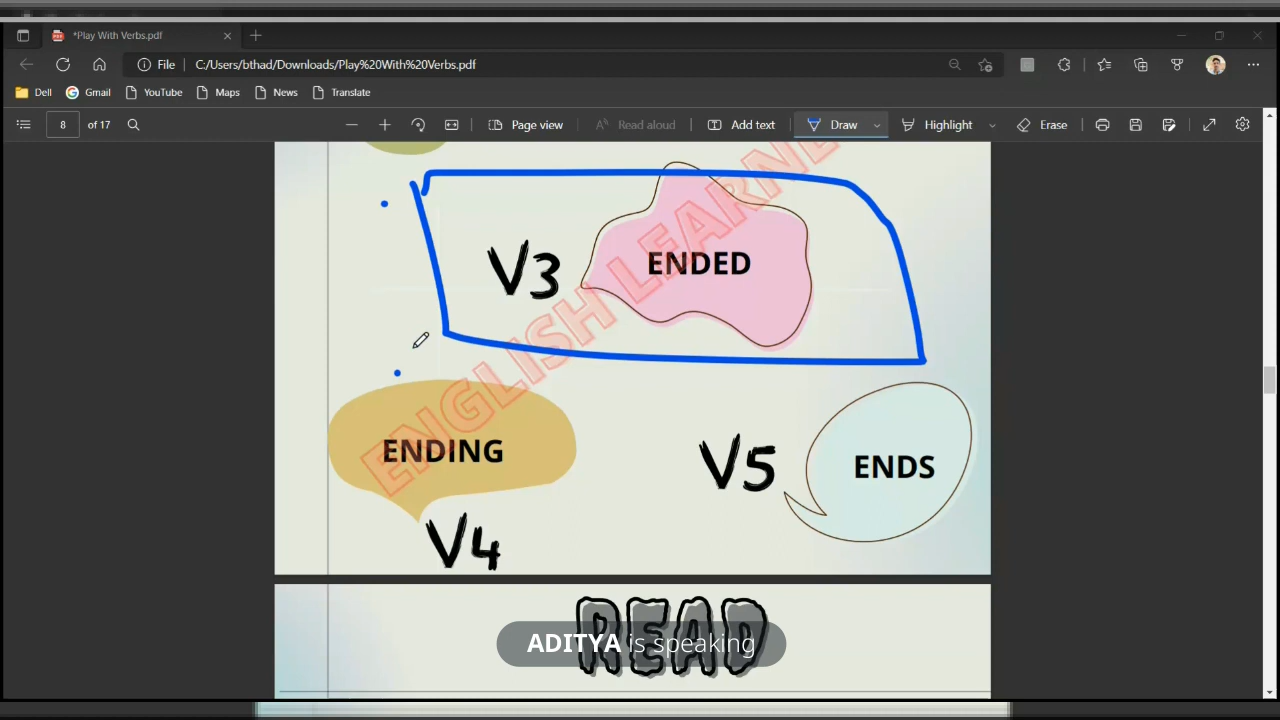 *Play With Verbs.pdf
File C:/Users/bthad/Downloads/Play%20With%20Verbs.pdf
Dell Gmail YouTube Maps News Translate
8 of 17 Page view Read aloud Add text Draw Highlight Erase
V3 ENDED
ENGLISH LEARNE
ENDING
V5 ENDS
V4
READ
ADITYA is speaking